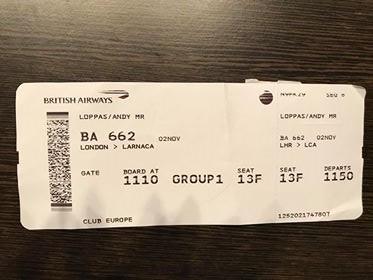 BRITISH AIRWAYS
LOPPAS/ANDY MR
BA 662 02NOV
LONDON > LARNACA
GATE BOARD AT SEAT
1110 GROUP1 13F
CLUB EUROPE
SEQ
LOPPAS/ANDY MR
BA 662 02NOV
LHR > LCA
SEAT DEPARTS
13F 1150
1252021747807